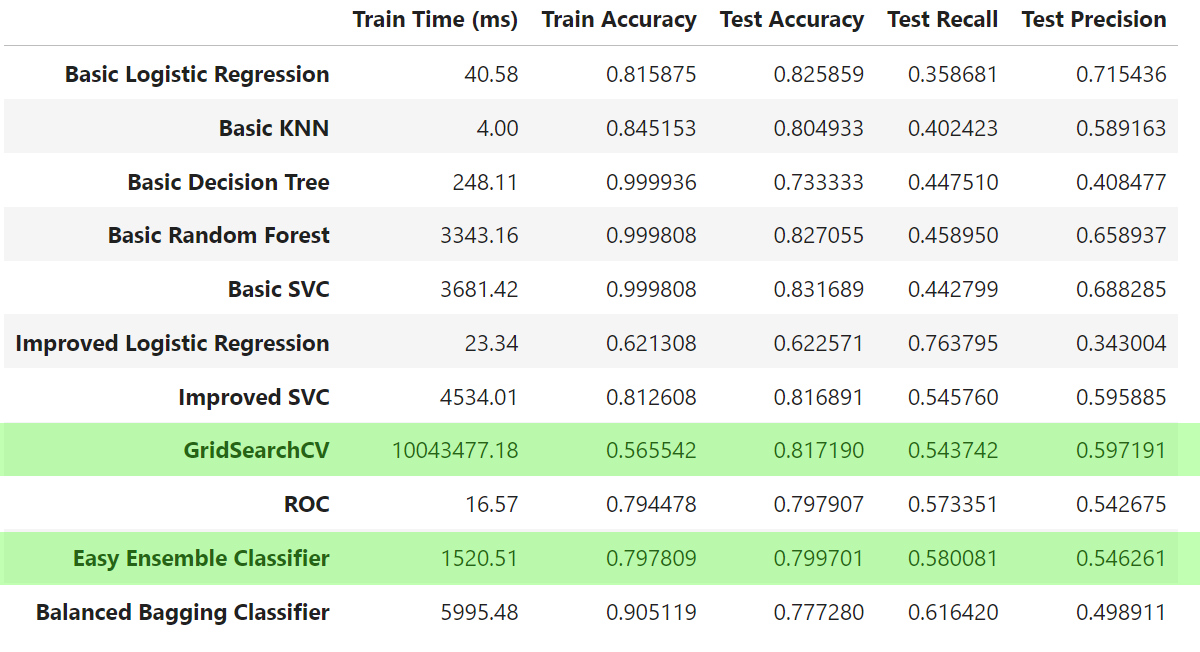 Train Time (ms) Train Accuracy Test Accuracy Test Recall Test Precision
Basic Logistic Regression 40.58 0.815875 0.825859 0.358681 0.715436
Basic KNN 4.00 0.845153 0.804933 0.402423 0.589163
Basic Decision Tree 248.11 0.999936 0.733333 0.447510 0.408477
Basic Random Forest 3343.16 0.999808 0.827055 0.458950 0.658937
Basic SVC 3681.42 0.999808 0.831689 0.442799 0.688285
Improved Logistic Regression 23.34 0.621308 0.622571 0.763795 0.343004
Improved SVC 4534.01 0.812608 0.816891 0.545760 0.595885
GridSearchCV 10043477.18 0.565542 0.817190 0.543742 0.597191
ROC 16.57 0.794478 0.797907 0.573351 0.542675
Easy Ensemble Classifier 1520.51 0.797809 0.799701 0.580081 0.546261
Balanced Bagging Classifier 5995.48 0.905119 0.777280 0.616420 0.498911